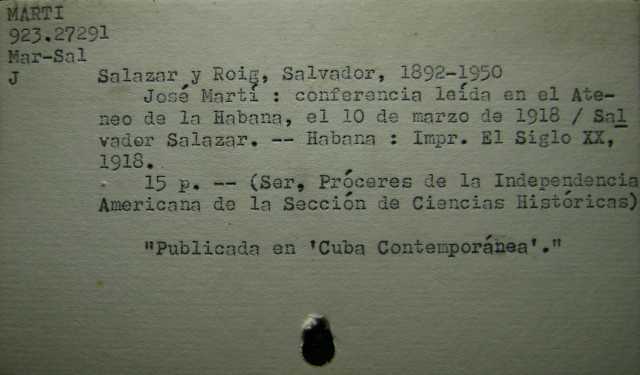 MARTI
923.27291
Mar-Sal
J Salazar y Roig, Salvador, 1892-1950
José Martí : conferencia leída en el Ate-
neo de la Habana, el 10 de marzo de 1918 / Sal
vador Salazar. -- Habana : Impr. El Siglo XX,
1918.
15 p. -- (Ser, Próceres de la Independencia
Americana de la Sección de Ciencias Históricas)
"Publicada en 'Cuba Contemporánea'."